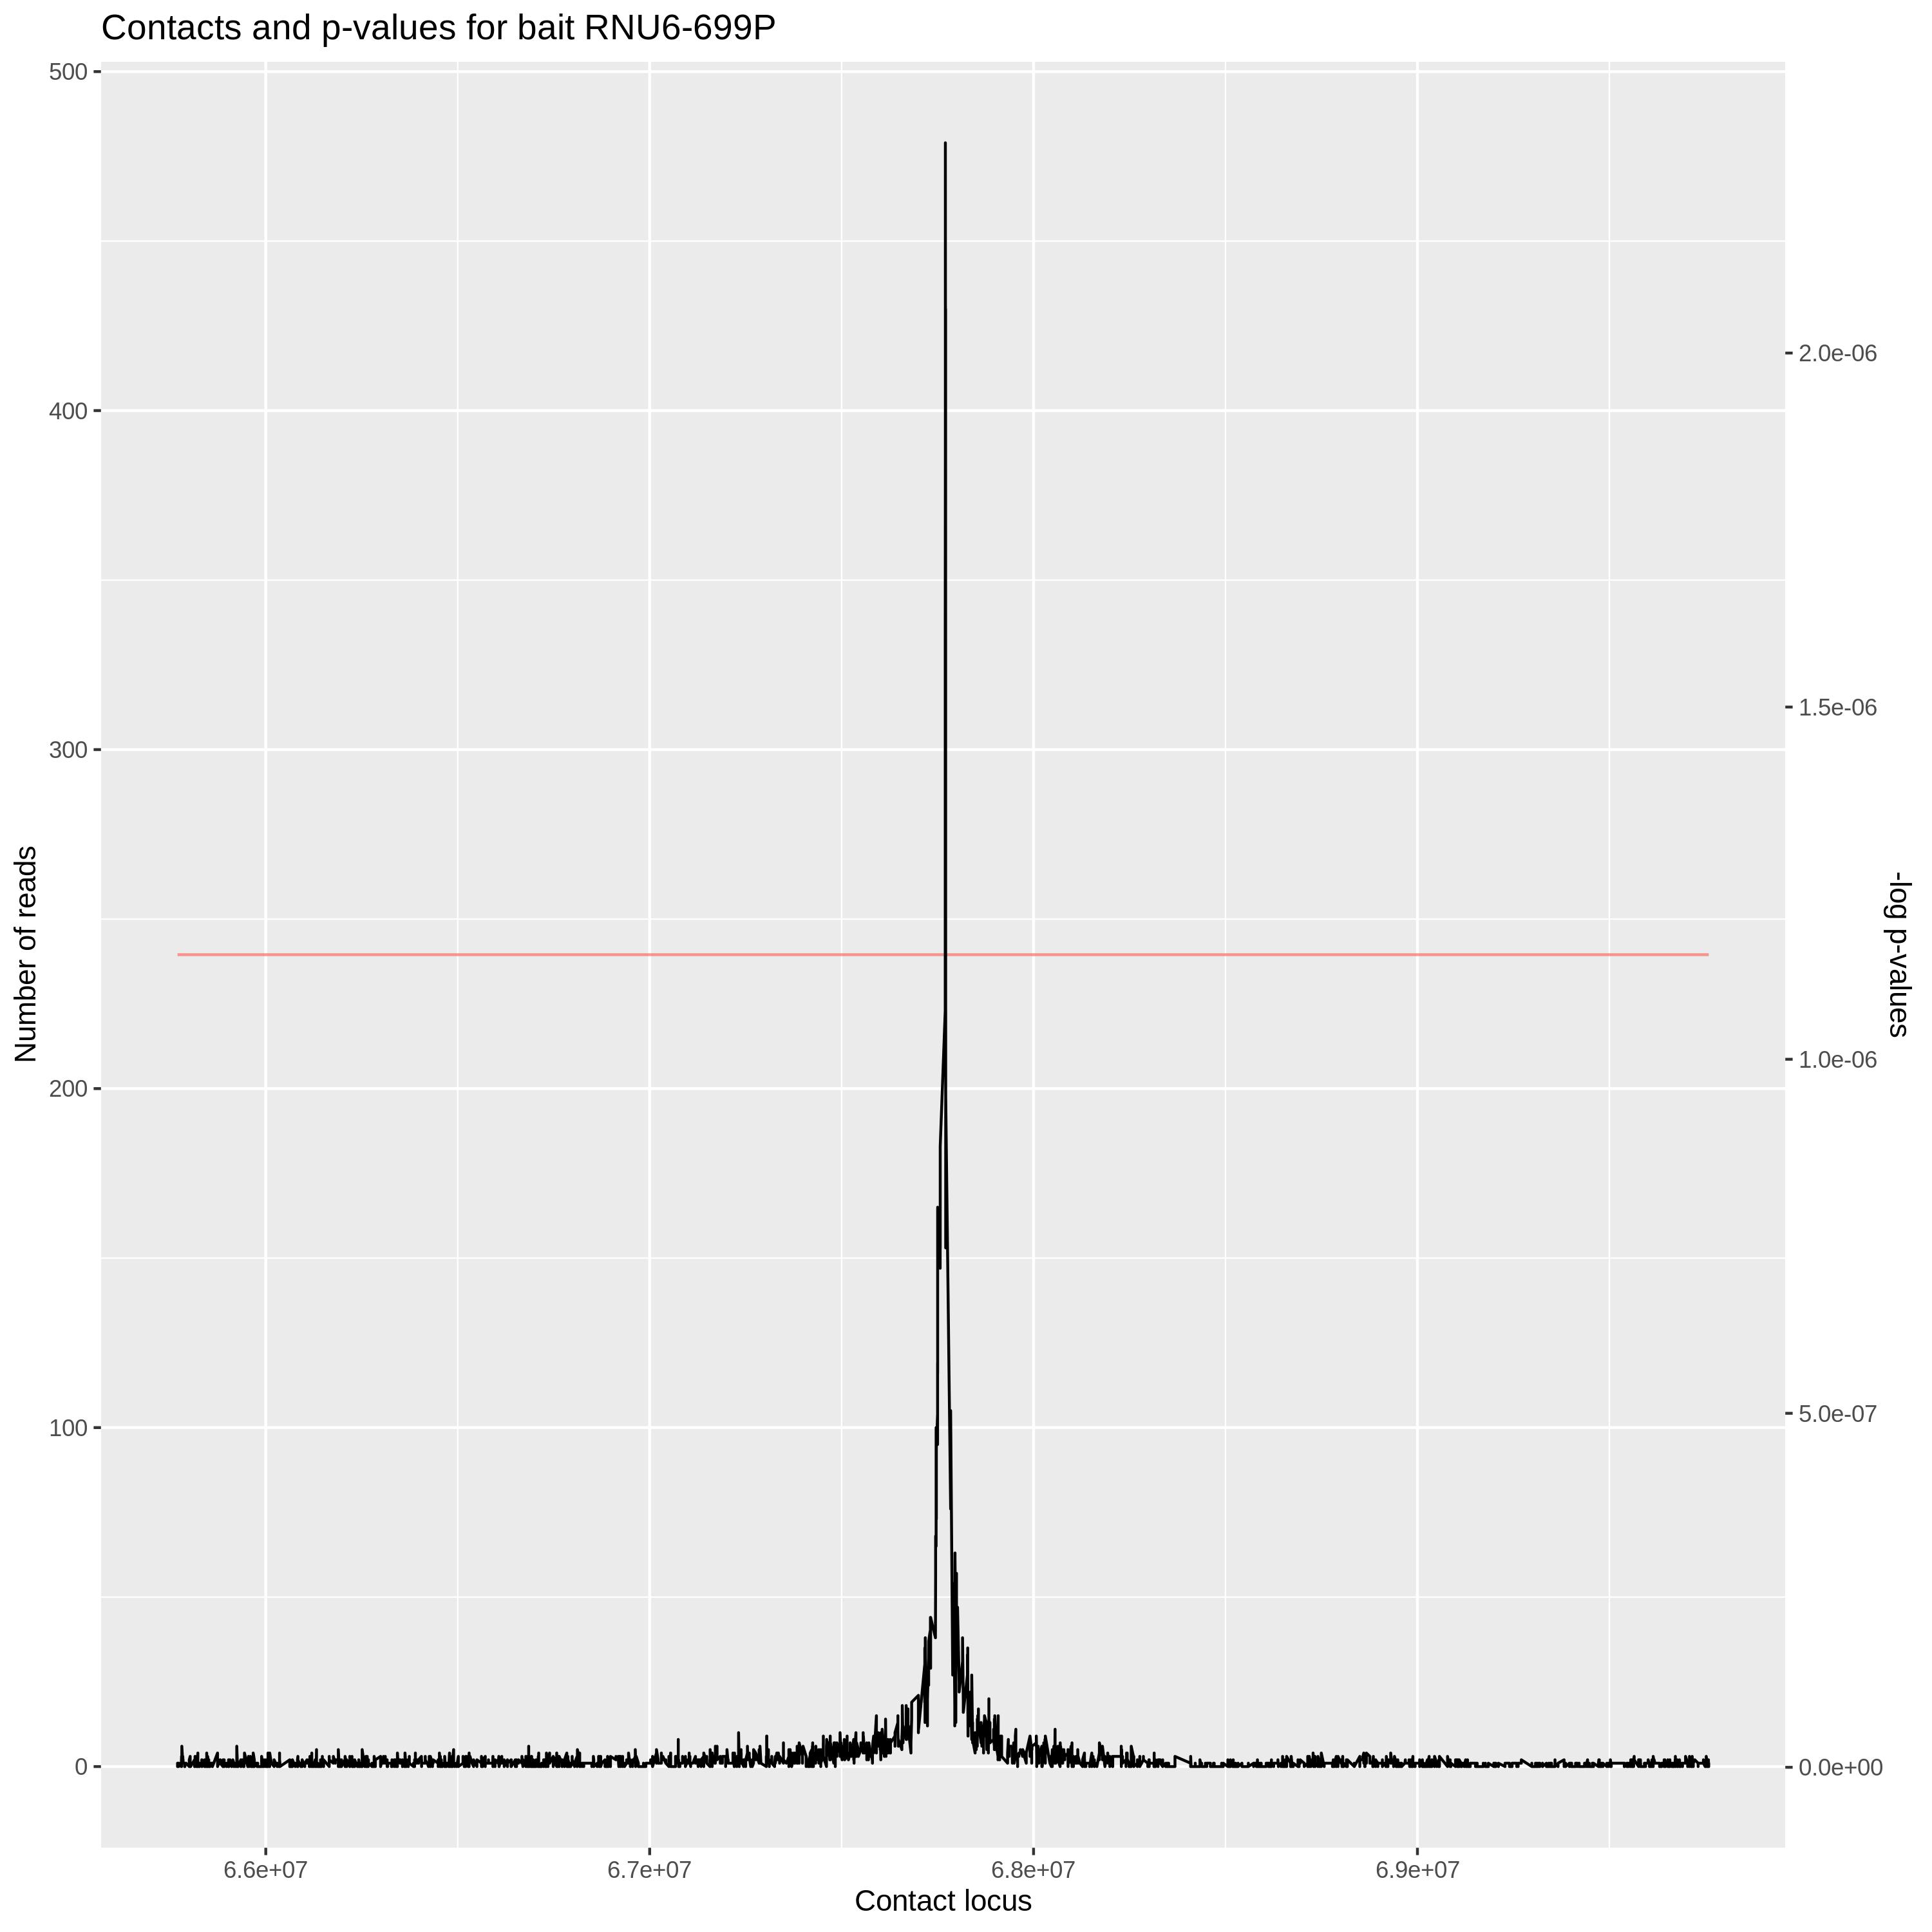 Contacts and p-values for bait RNU6-699P
500
400
300
200
100
0
Number of reads
2.0e-06
1.5e-06
1.0e-06
5.0e-07
0.0e+00
-log p-values
6.6e+07
6.7e+07
6.8e+07
6.9e+07
Contact locus